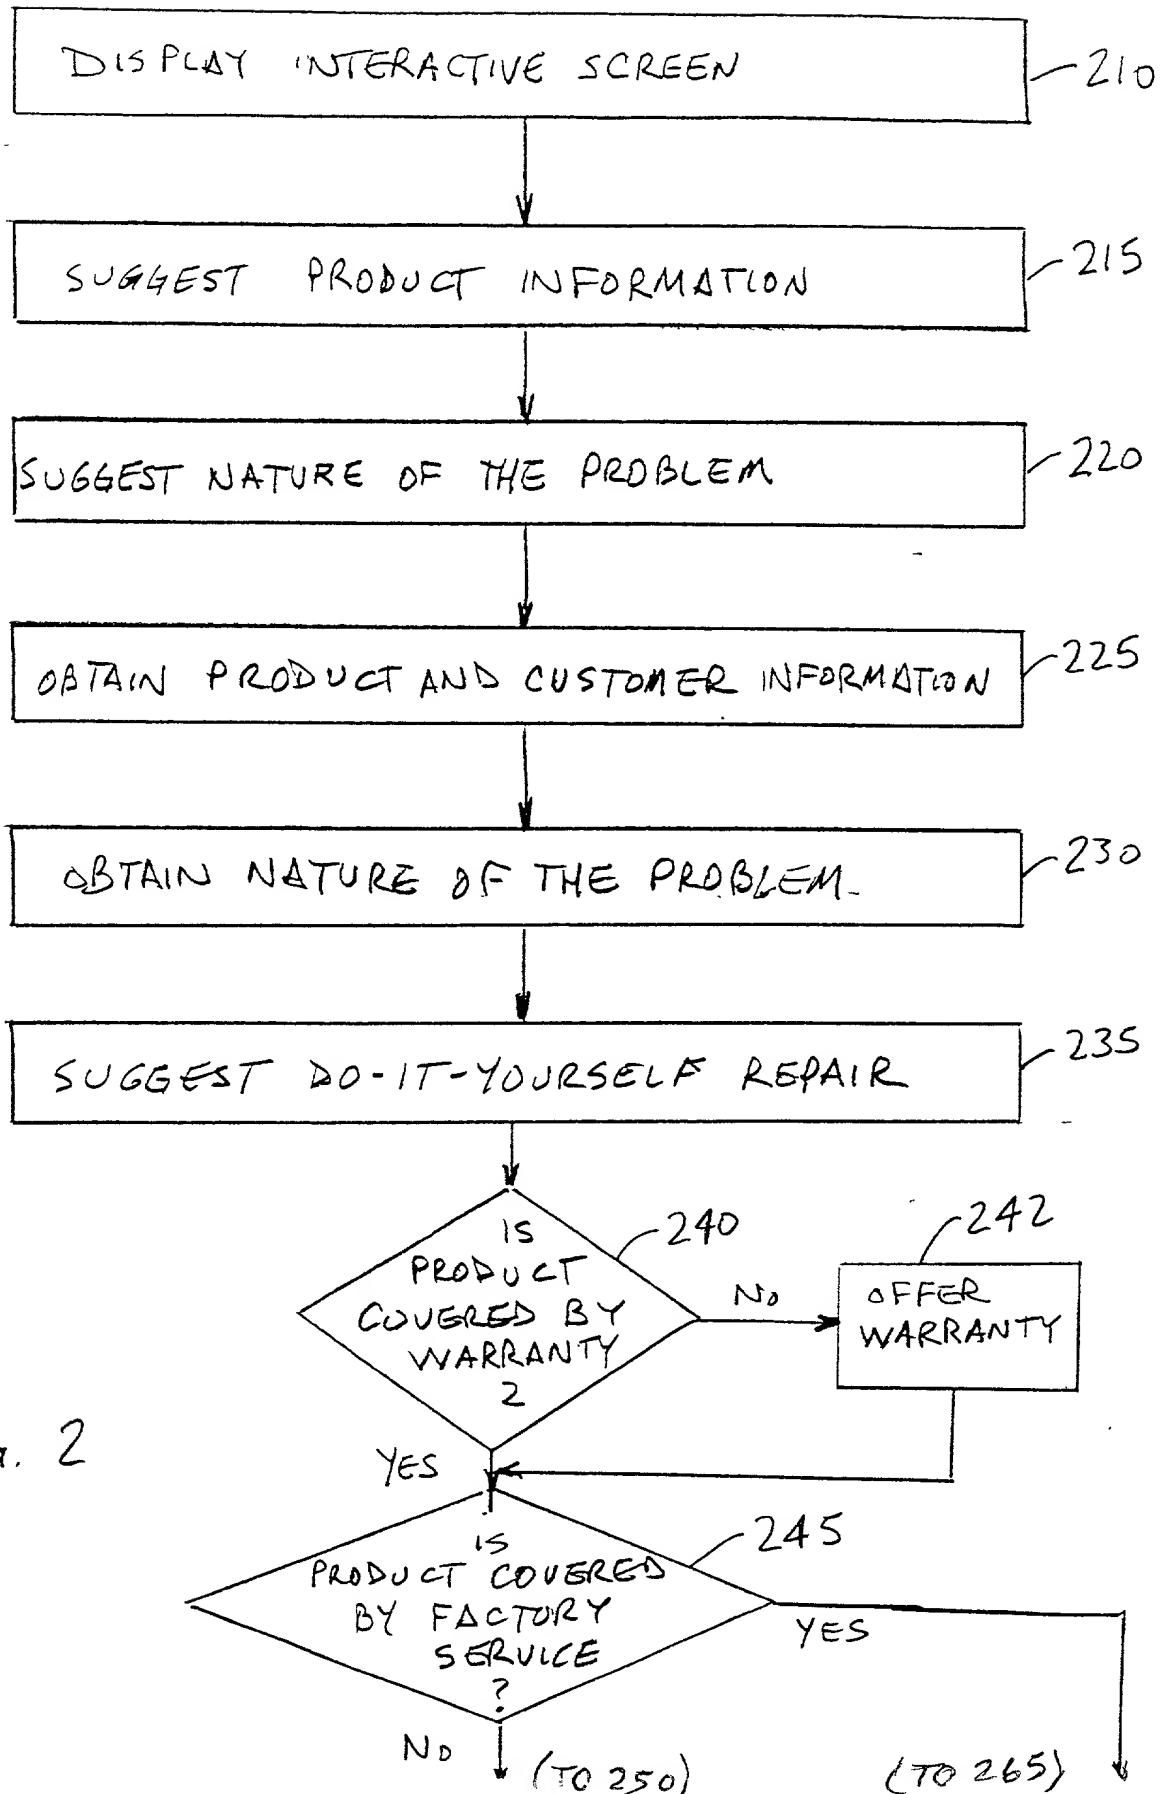 DISPLAY INTERACTIVE SCREEN
210
SUGGEST PRODUCT INFORMATION
215
SUGGEST NATURE OF THE PROBLEM
220
OBTAIN PRODUCT AND CUSTOMER INFORMATION
225
OBTAIN NATURE OF THE PROBLEM
230
SUGGEST DO-IT-YOURSELF REPAIR
235
IS
PRODUCT
COVERED BY
WARRANTY
?
240
NO
242
OFFER
WARRANTY
YES
2
IS
PRODUCT COVERED
BY FACTORY
SERVICE
?
245
YES
NO
(TO 250)
(TO 265)